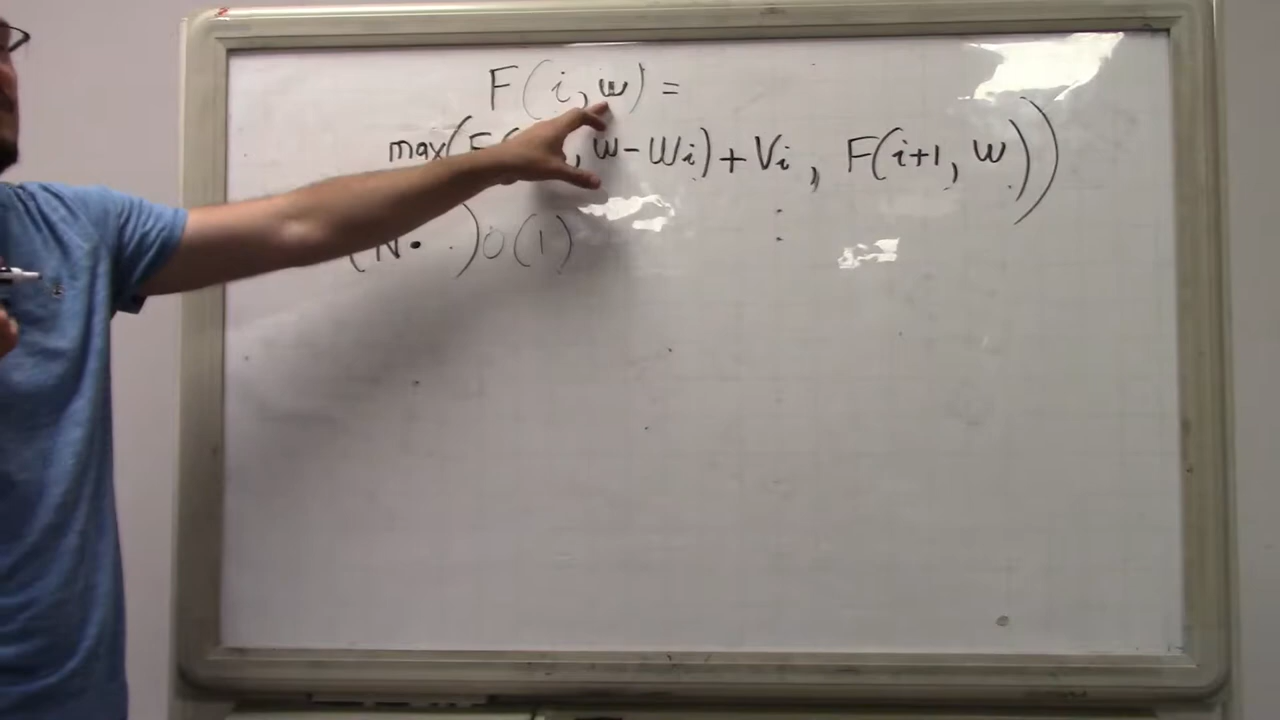 F(i, w) =
max(F( , w-Wi)+Vi , F(i+1, w))
(N• )O(1)